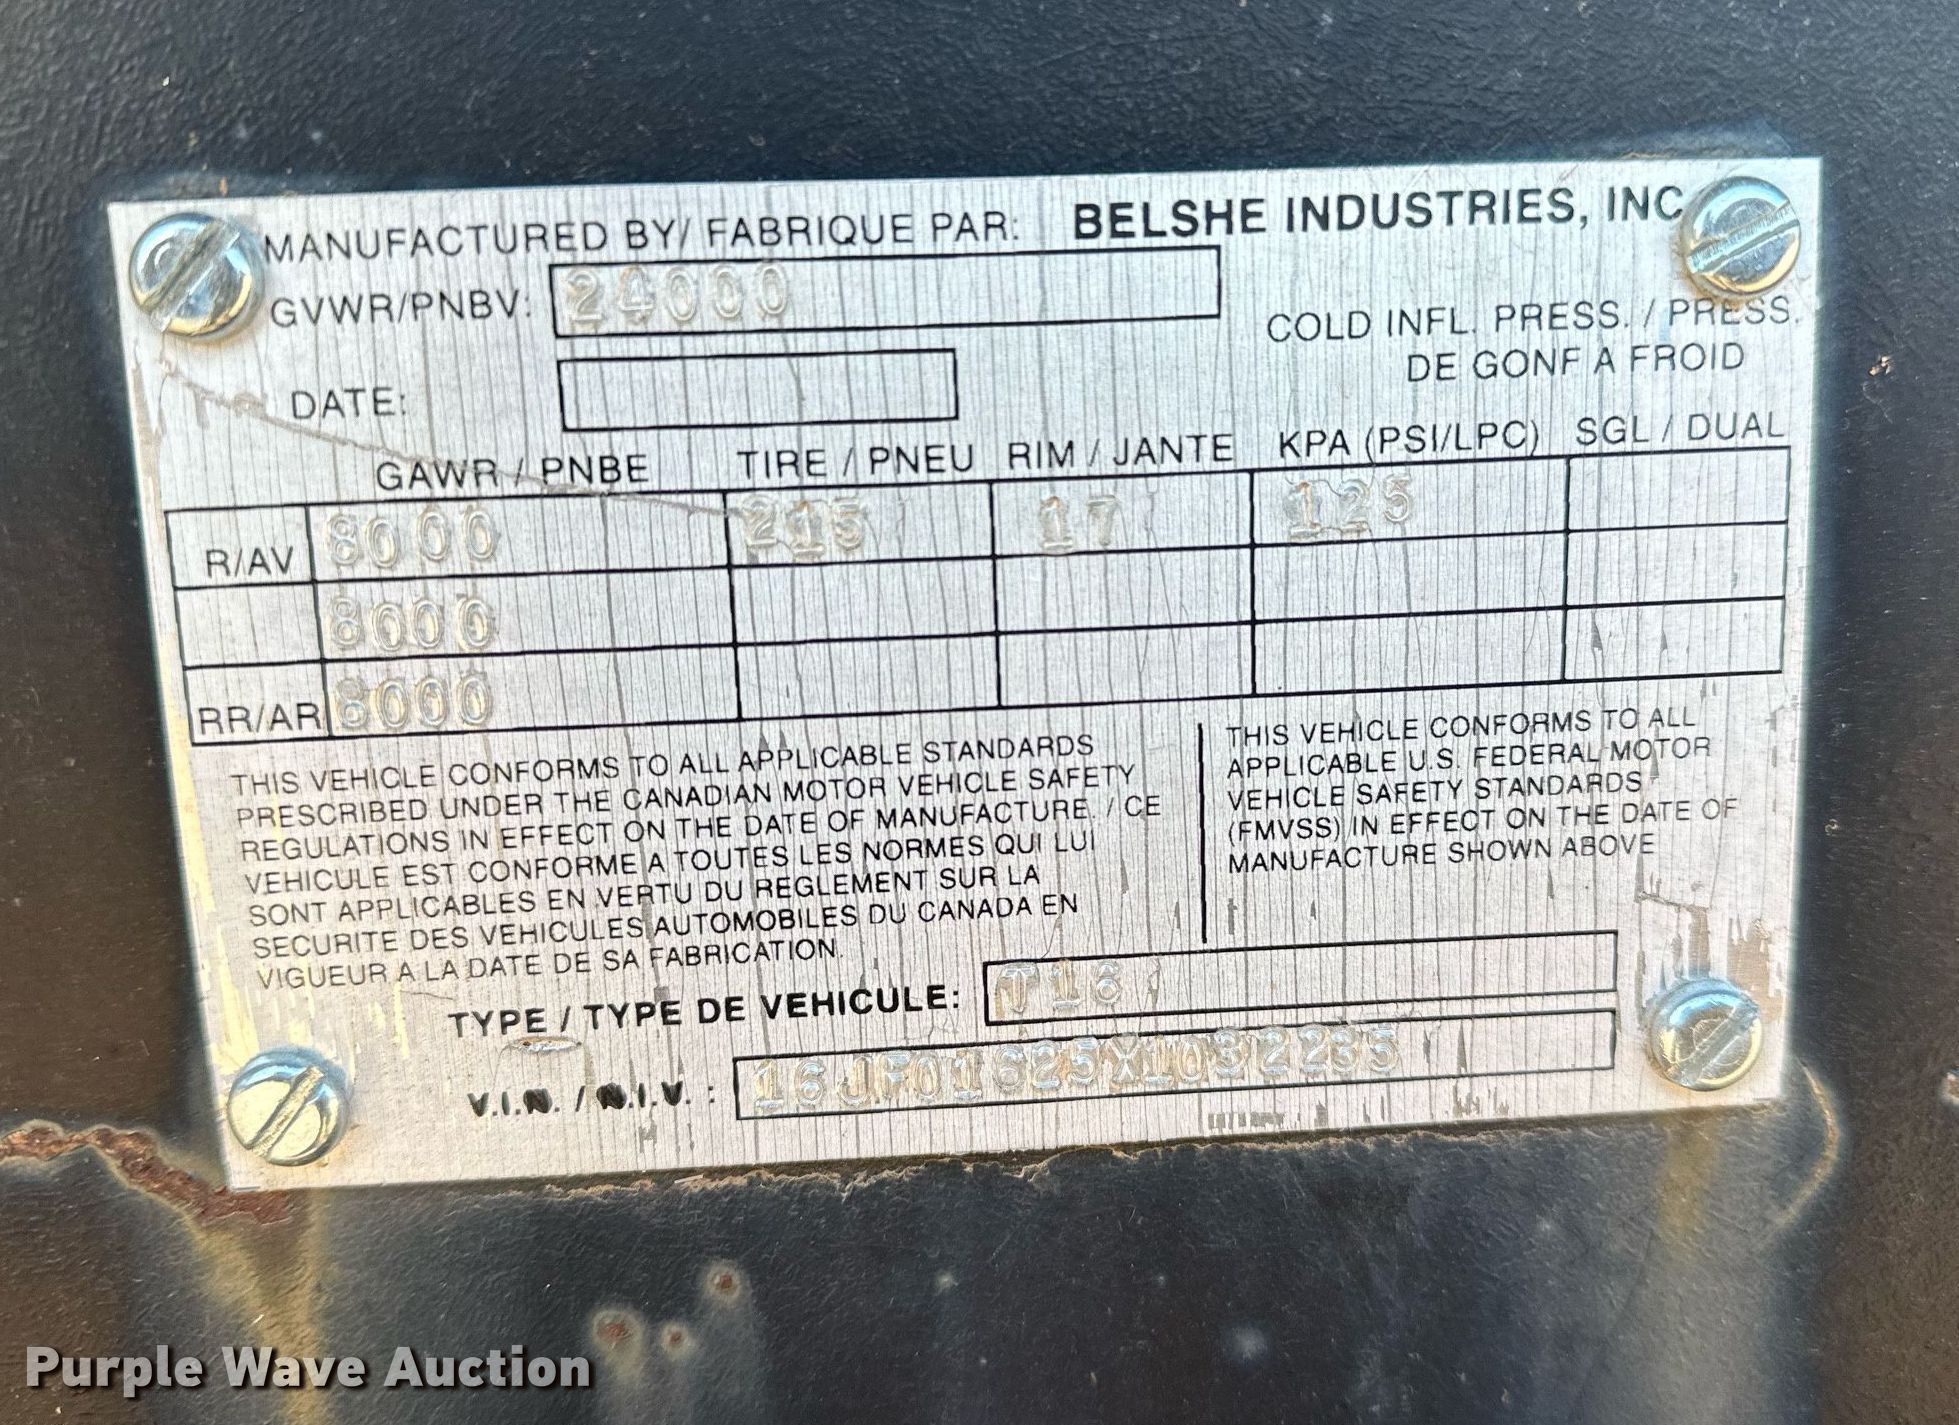 MANUFACTURED BY/ FABRIQUE PAR: BELSHE INDUSTRIES, INC
GVWR/PNBV: 24000
COLD INFL. PRESS. / PRESS.
DE GONF A FROID
DATE:
GAWR / PNBE TIRE / PNEU RIM / JANTE KPA (PSI/LPC) SGL / DUAL
R/AV 8000 215 17 125
8000
RR/AR 8000
THIS VEHICLE CONFORMS TO ALL APPLICABLE STANDARDS
PRESCRIBED UNDER THE CANADIAN MOTOR VEHICLE SAFETY
REGULATIONS IN EFFECT ON THE DATE OF MANUFACTURE. / CE
VEHICULE EST CONFORME A TOUTES LES NORMES QUI LUI
SONT APPLICABLES EN VERTU DU REGLEMENT SUR LA
SECURITE DES VEHICULES AUTOMOBILES DU CANADA EN
VIGUEUR A LA DATE DE SA FABRICATION.
THIS VEHICLE CONFORMS TO ALL
APPLICABLE U.S. FEDERAL MOTOR
VEHICLE SAFETY STANDARDS
(FMVSS) IN EFFECT ON THE DATE OF
MANUFACTURE SHOWN ABOVE
TYPE / TYPE DE VEHICULE: T16
V.I.N. / N.I.V. : 16JF01625X1032235
Purple Wave Auction